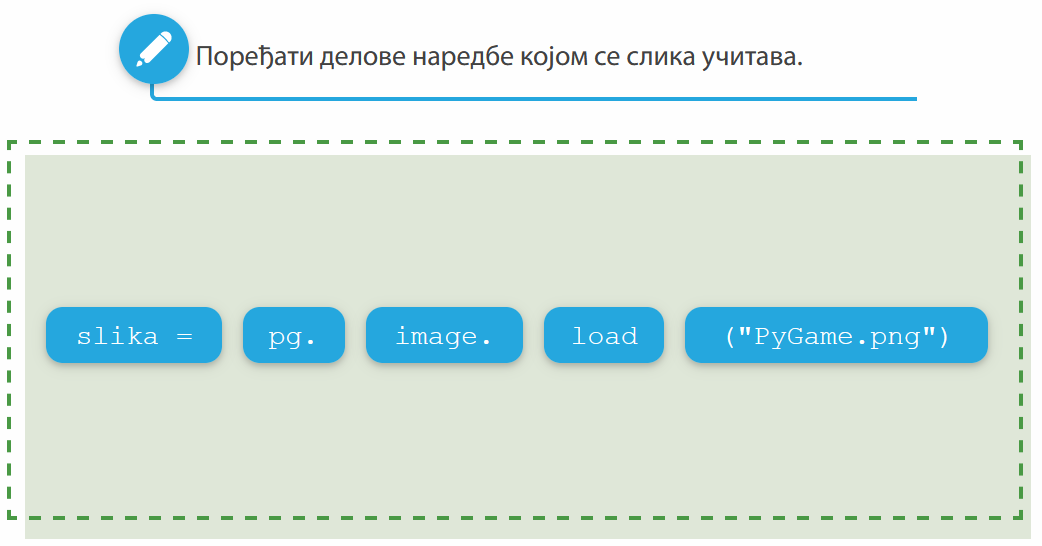 Поређати делове наредбе којом се слика учитава.
slika = pg. image. load ("PyGame.png")